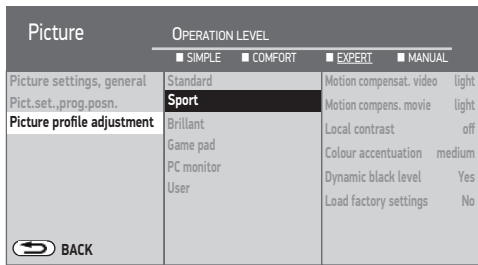 Picture
OPERATION LEVEL
SIMPLE COMFORT EXPERT MANUAL
Picture settings, general
Pict.set.,prog.posn.
Picture profile adjustment
Standard
Sport
Brillant
Game pad
PC monitor
User
Motion compensat. video light
Motion compens. movie light
Local contrast off
Colour accentuation medium
Dynamic black level Yes
Load factory settings No
BACK